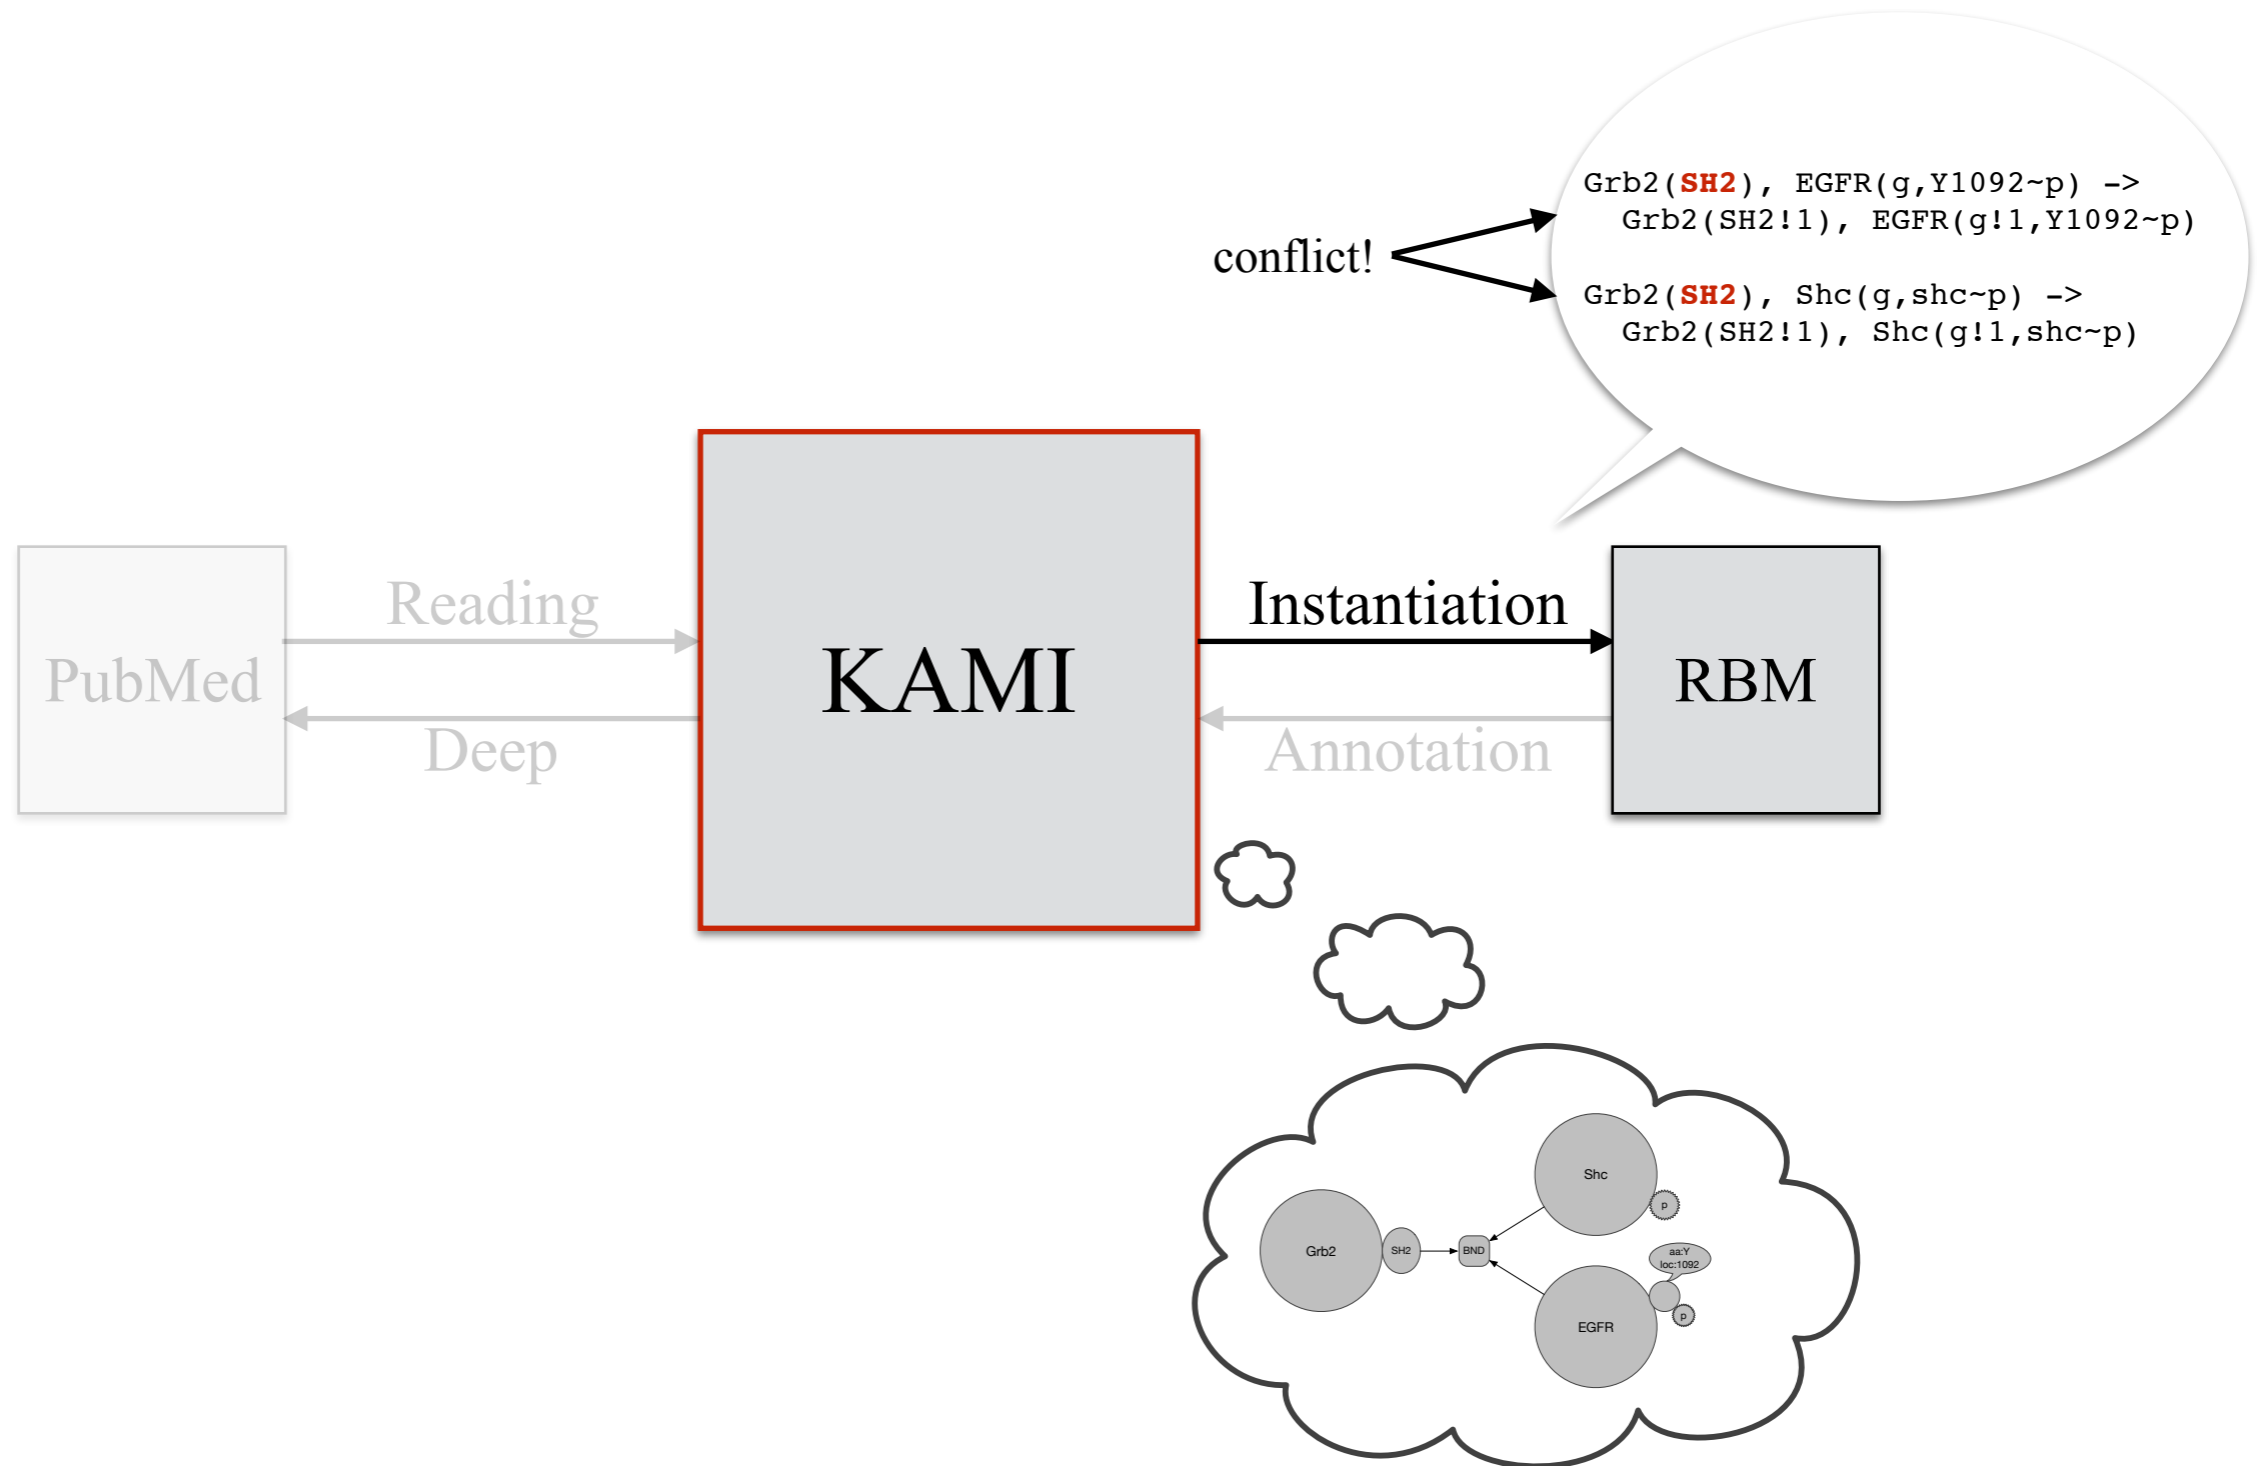 Grb2(SH2), EGFR(g,Y1092~p) ->
Grb2(SH2!1), EGFR(g!1,Y1092~p)
conflict!
Grb2(SH2), Shc(g,shc~p) ->
Grb2(SH2!1), Shc(g!1,shc~p)
Reading
Instantiation
PubMed
KAMI
RBM
Deep
Annotation
Shc
p
Grb2
SH2
BND
aa:Y
loc:1092
p
EGFR